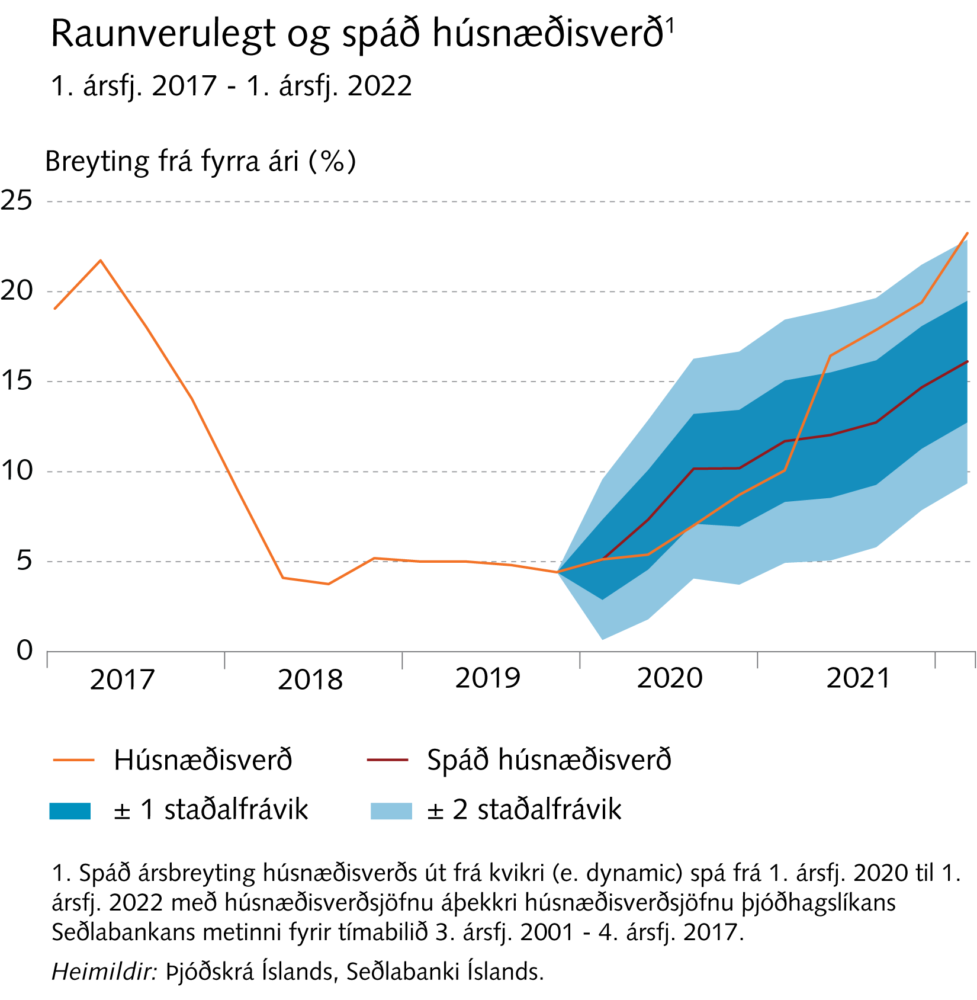 Raunverulegt og spáð húsnæðisverð¹
1. ársfj. 2017 - 1. ársfj. 2022
Breyting frá fyrra ári (%)
25
20
15
10
5
0
2017 2018 2019 2020 2021
Húsnæðisverð Spáð húsnæðisverð
± 1 staðalfrávik ± 2 staðalfrávik
1. Spáð ársbreyting húsnæðisverðs út frá kvikri (e. dynamic) spá frá 1. ársfj. 2020 til 1.
ársfj. 2022 með húsnæðisverðsjöfnu áþekkri húsnæðisverðsjöfnu þjóðhagslíkans
Seðlabankans metinni fyrir tímabilið 3. ársfj. 2001 - 4. ársfj. 2017.
Heimildir: Þjóðskrá Íslands, Seðlabanki Íslands.